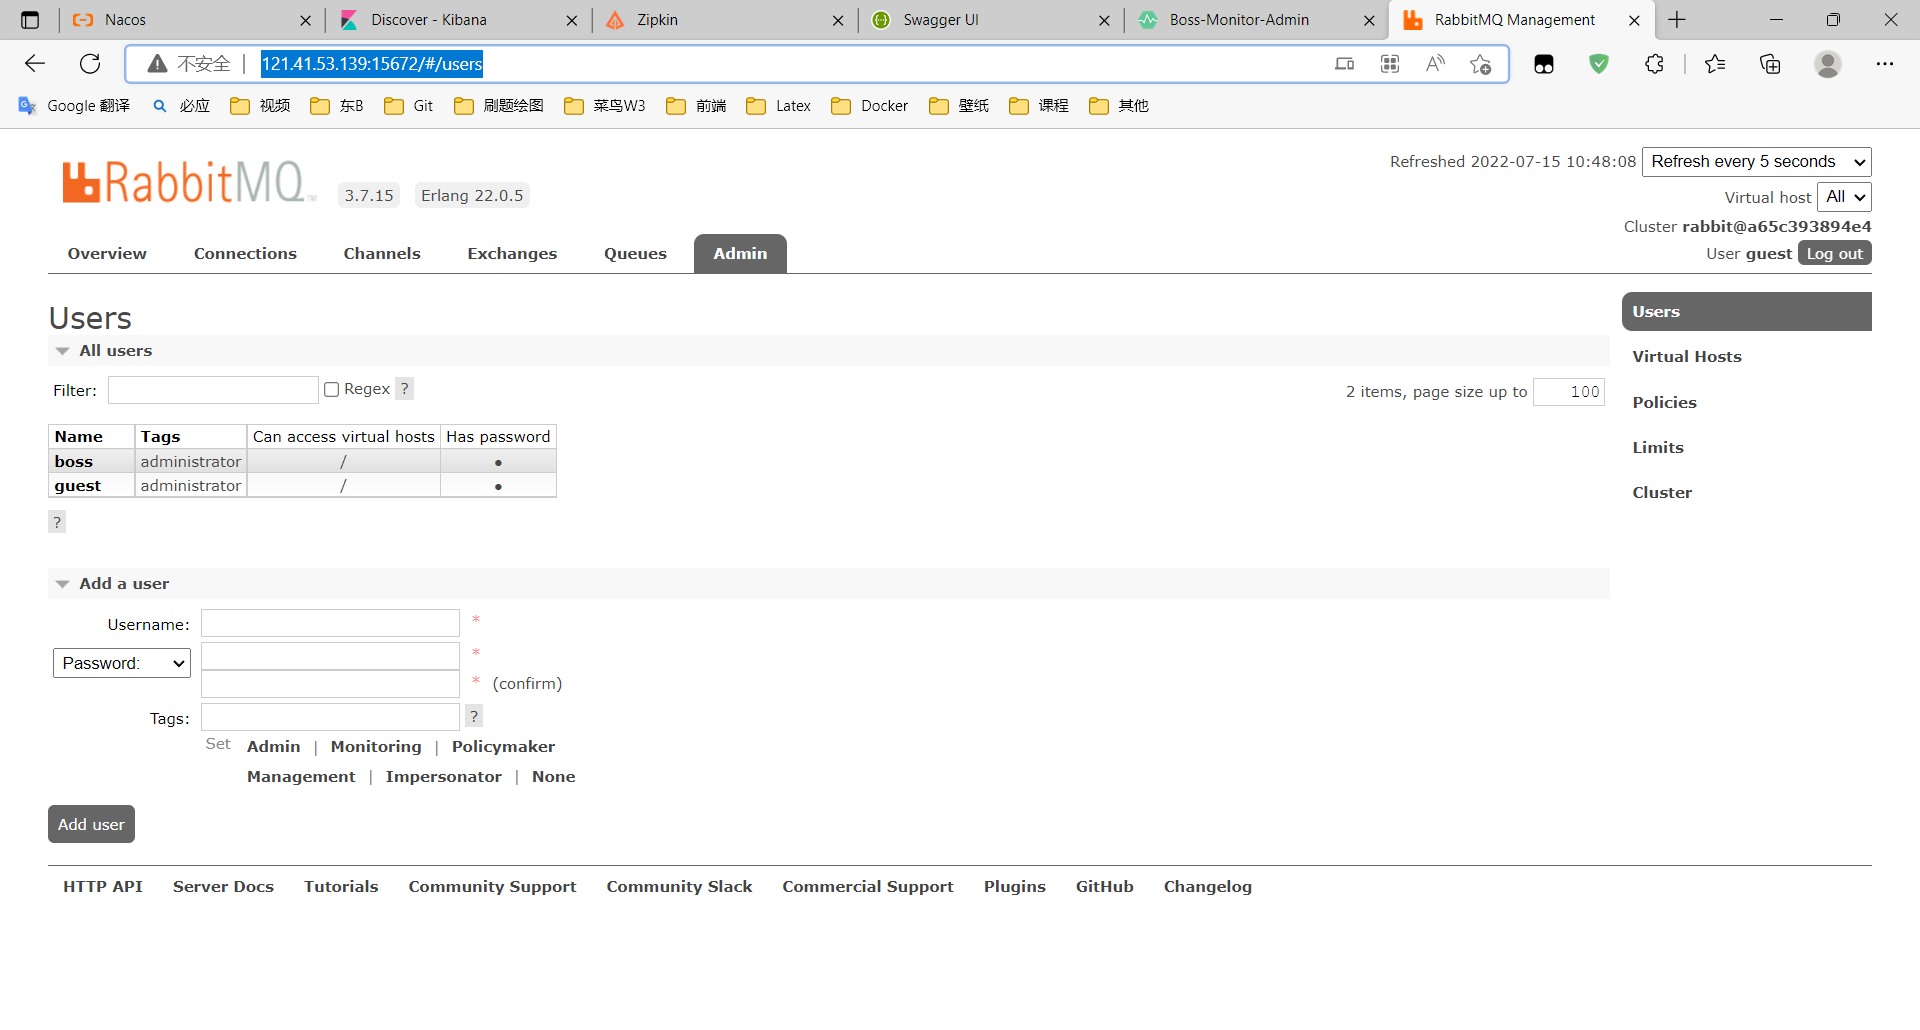 Nacos
Discover - Kibana
Zipkin
Swagger UI
Boss-Monitor-Admin
RabbitMQ Management
不安全 | 121.41.53.139:15672/#/users
Google 翻译 必应 视频 东B Git 刷题绘图 菜鸟W3 前端 Latex Docker 壁纸 课程 其他
RabbitMQ™ 3.7.15 Erlang 22.0.5
Refreshed 2022-07-15 10:48:08 Refresh every 5 seconds
Virtual host All
Cluster rabbit@a65c393894e4
User guest Log out
Overview Connections Channels Exchanges Queues Admin
Users
All users
Filter: Regex ?
2 items, page size up to 100
Name Tags Can access virtual hosts Has password
boss administrator / ●
guest administrator / ●
?
Add a user
Username: *
Password: *
* (confirm)
Tags: ?
Set Admin | Monitoring | Policymaker
Management | Impersonator | None
Add user
Users
Virtual Hosts
Policies
Limits
Cluster
HTTP API Server Docs Tutorials Community Support Community Slack Commercial Support Plugins GitHub Changelog